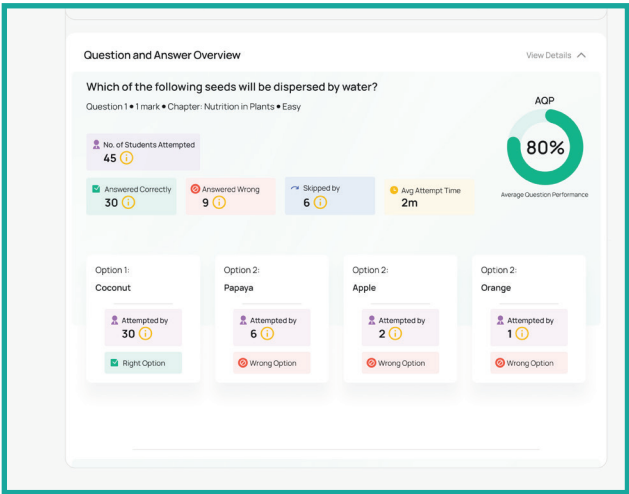 Question and Answer Overview
View Details
Which of the following seeds will be dispersed by water?
Question 1 • 1 mark • Chapter: Nutrition in Plants • Easy
AQP
80%
Average Question Performance
No. of Students Attempted
45
Answered Correctly
30
Answered Wrong
9
Skipped by
6
Avg Attempt Time
2m
Option 1:
Coconut
Attempted by
30
Right Option
Option 2:
Papaya
Attempted by
6
Wrong Option
Option 2:
Apple
Attempted by
2
Wrong Option
Option 2:
Orange
Attempted by
1
Wrong Option